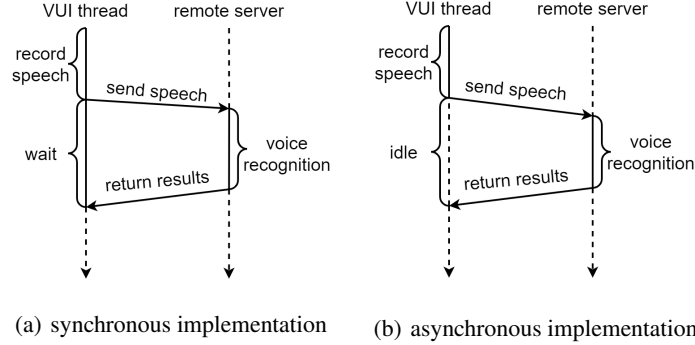 VUI thread
remote server
record
speech
send speech
wait
voice
recognition
return results
(a) synchronous implementation
VUI thread
remote server
record
speech
send speech
idle
voice
recognition
return results
(b) asynchronous implementation